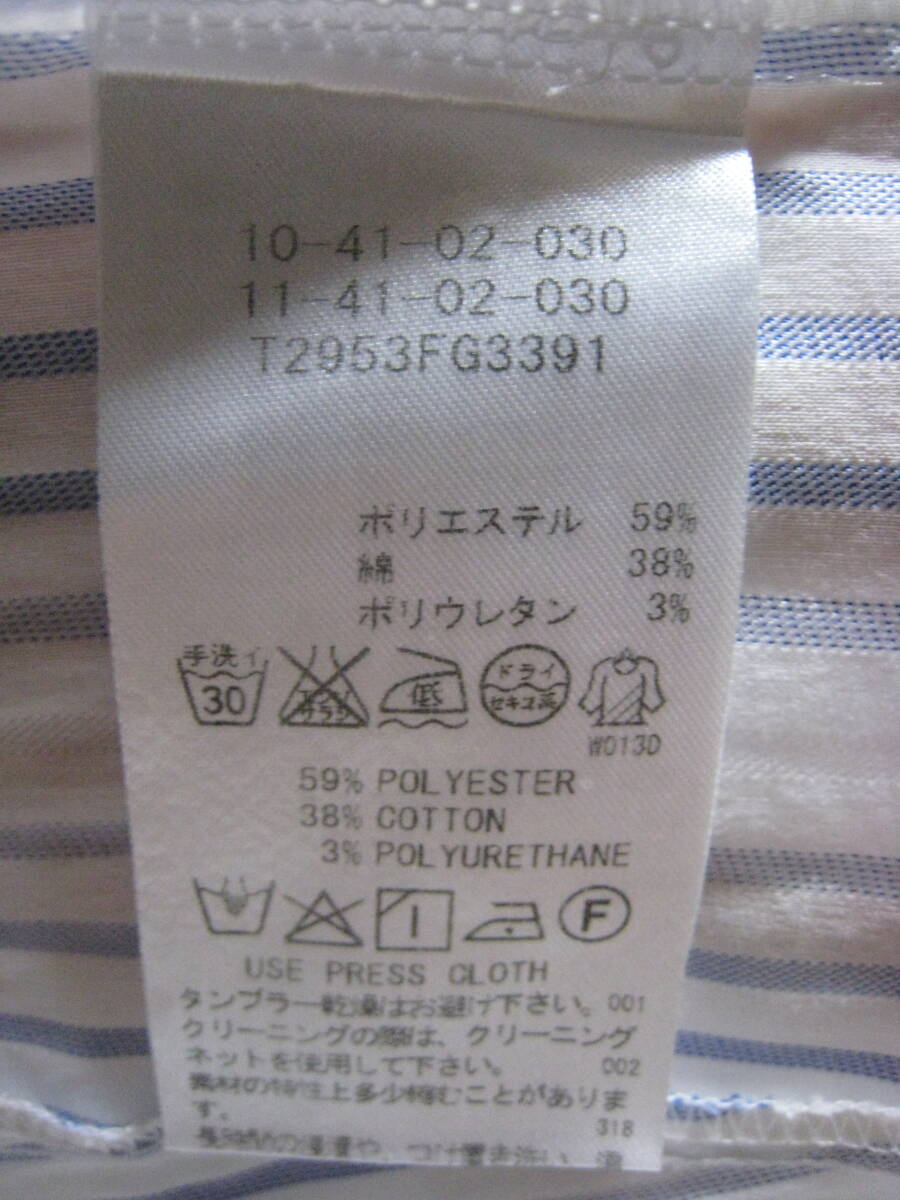 10-41-02-030
11-41-02-030
T2953FG3391
ポリエステル 59%
綿 38%
ポリウレタン 3%
手洗イ 30 低 ドライ セキユ系
W013D
59% POLYESTER
38% COTTON
3% POLYURETHANE
F
USE PRESS CLOTH
タンブラー乾燥はお避け下さい。001
クリーニングの際は、クリーニング
ネットを使用して下さい。 002
素材の特性上多少縮むことがありま
す。 318